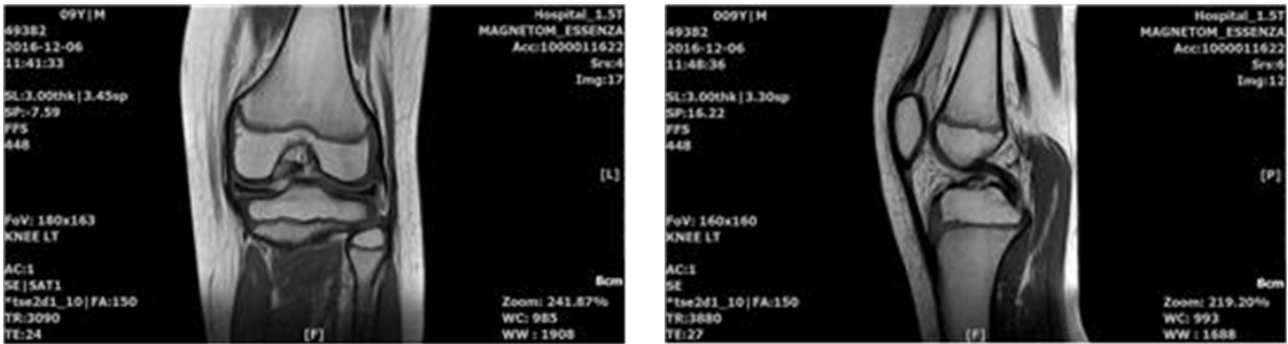 09Y|M
49382
2016-12-06
11:41:33
SL:3.00thk|3.45sp
SP:-7.59
FFS
448
FoV: 180x163
KNEE LT
AC:1
SE|SAT1
*tse2d1_10|FA:150
TR:3090
TE:24
Hospital_1.5T
MAGNETOM_ESSENZA
Acc:1000011622
Srs:4
Img:17
[L]
8cm
Zoom: 241.87%
WC: 985
WW : 1908
[F]
009Y|M
49382
2016-12-06
11:48:36
SL:3.00thk|3.30sp
SP:16.22
FFS
448
FoV: 160x160
KNEE LT
AC:1
SE
*tse2d1_10|FA:150
TR:3880
TE:27
Hospital_1.5T
MAGNETOM_ESSENZA
Acc:1000011622
Srs:6
Img:12
[P]
8cm
Zoom: 219.20%
WC: 993
WW : 1688
[F]